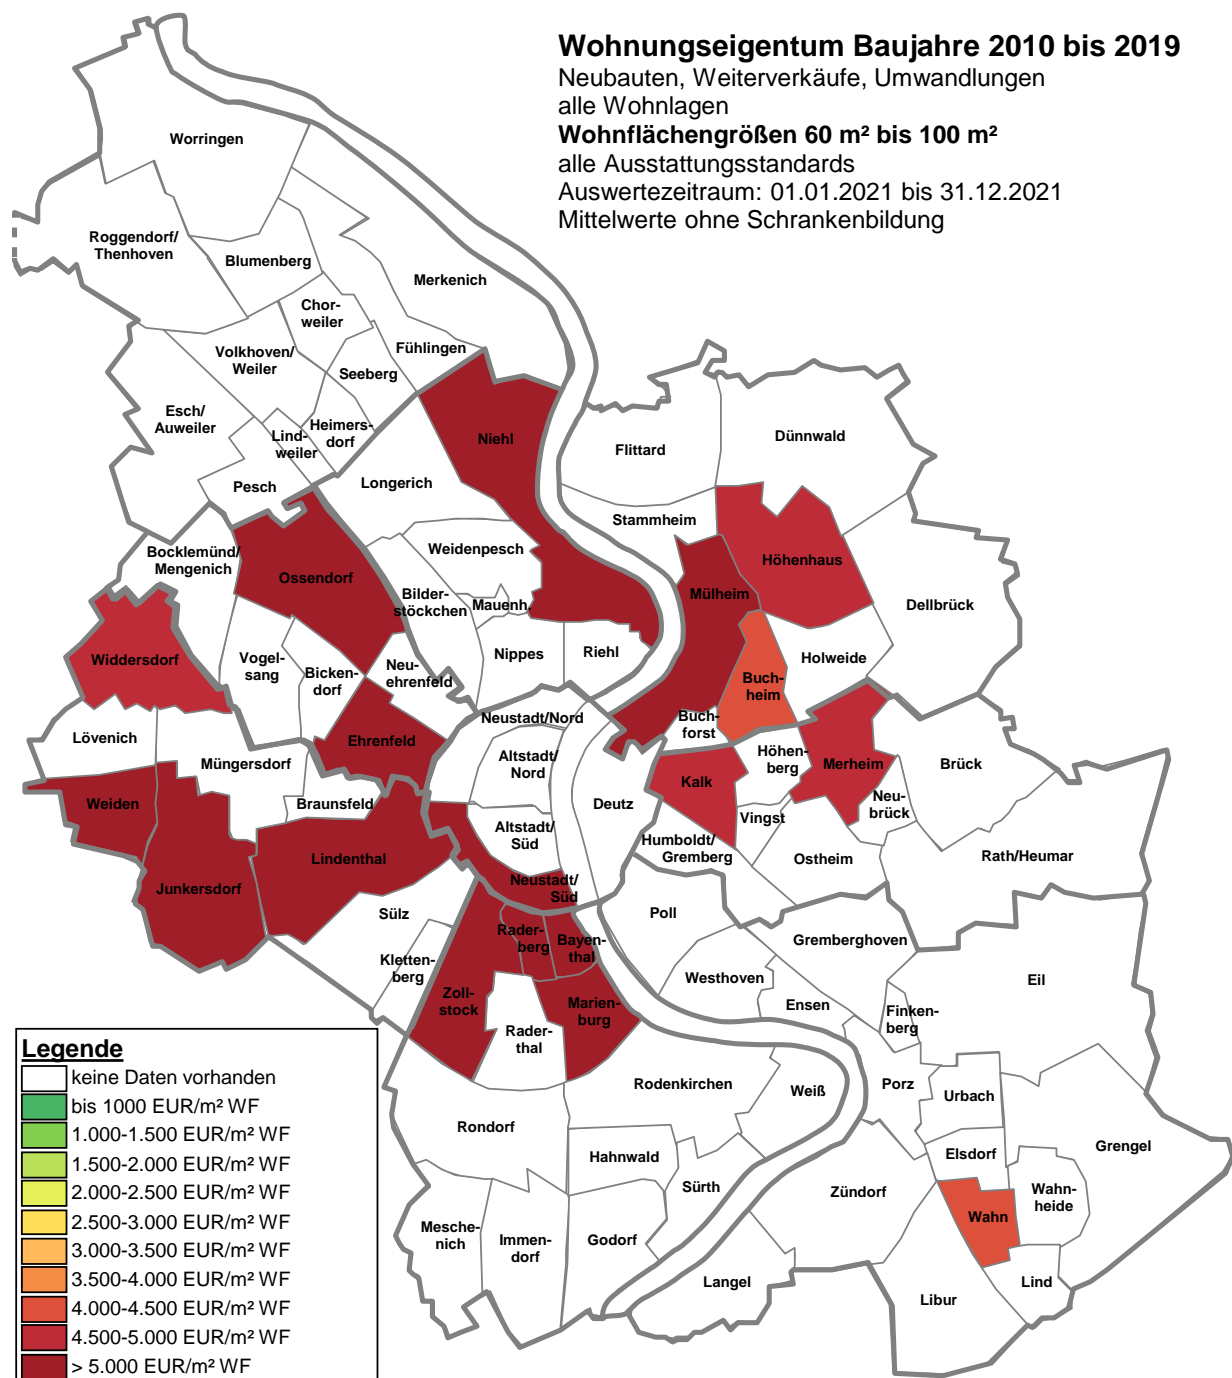 Wohnungseigentum Baujahre 2010 bis 2019
Neubauten, Weiterverkäufe, Umwandlungen
alle Wohnlagen
Wohnflächengrößen 60 m² bis 100 m²
alle Ausstattungsstandards
Auswertezeitraum: 01.01.2021 bis 31.12.2021
Mittelwerte ohne Schrankenbildung
Worringen
Roggendorf/
Thenhoven
Blumenberg
Merkenich
Chor-
weiler
Volkhoven/
Weiler
Fühlingen
Seeberg
Esch/
Auweiler
Heimers-
dorf
Lind-
weiler
Pesch
Niehl
Longerich
Flittard
Dünnwald
Stammheim
Höhenhaus
Bocklemünd/
Mengenich
Ossendorf
Weidenpesch
Bilder-
stöckchen
Mauenh.
Mülheim
Dellbrück
Widdersdorf
Vogel-
sang
Bicken-
dorf
Neu-
ehrenfeld
Nippes
Riehl
Holweide
Buch-
heim
Buch-
forst
Neustadt/Nord
Lövenich
Müngersdorf
Ehrenfeld
Altstadt/
Nord
Höhen-
berg
Merheim
Brück
Weiden
Braunsfeld
Deutz
Kalk
Neu-
brück
Vingst
Altstadt/
Süd
Humboldt/
Gremberg
Ostheim
Rath/Heumar
Lindenthal
Junkersdorf
Neustadt/
Süd
Sülz
Poll
Rader-
berg
Bayen-
thal
Gremberghoven
Kletten-
berg
Westhoven
Eil
Zoll-
stock
Marien-
burg
Ensen
Finken-
berg
Rader-
thal
Rodenkirchen
Weiß
Porz
Urbach
Rondorf
Grengel
Hahnwald
Elsdorf
Sürth
Zündorf
Wahn-
heide
Wahn
Mesche-
nich
Immen-
dorf
Godorf
Langel
Lind
Libur
Legende
keine Daten vorhanden
bis 1000 EUR/m² WF
1.000-1.500 EUR/m² WF
1.500-2.000 EUR/m² WF
2.000-2.500 EUR/m² WF
2.500-3.000 EUR/m² WF
3.000-3.500 EUR/m² WF
3.500-4.000 EUR/m² WF
4.000-4.500 EUR/m² WF
4.500-5.000 EUR/m² WF
> 5.000 EUR/m² WF